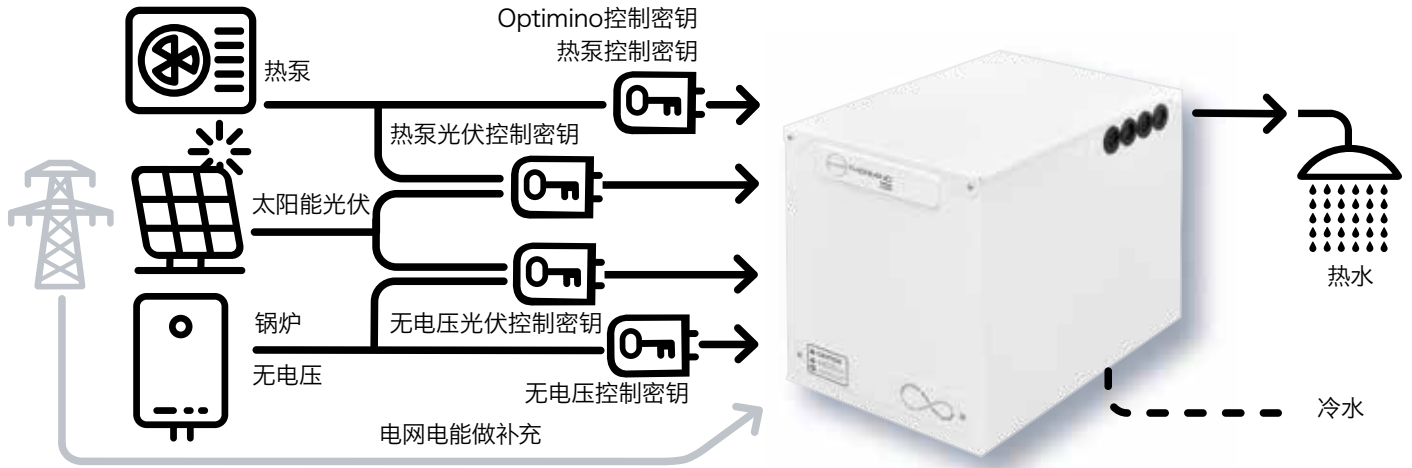 Optimino控制密钥
热泵控制密钥
热泵
热泵光伏控制密钥
太阳能光伏
锅炉
无电压
无电压光伏控制密钥
无电压控制密钥
电网电能做补充
热水
冷水